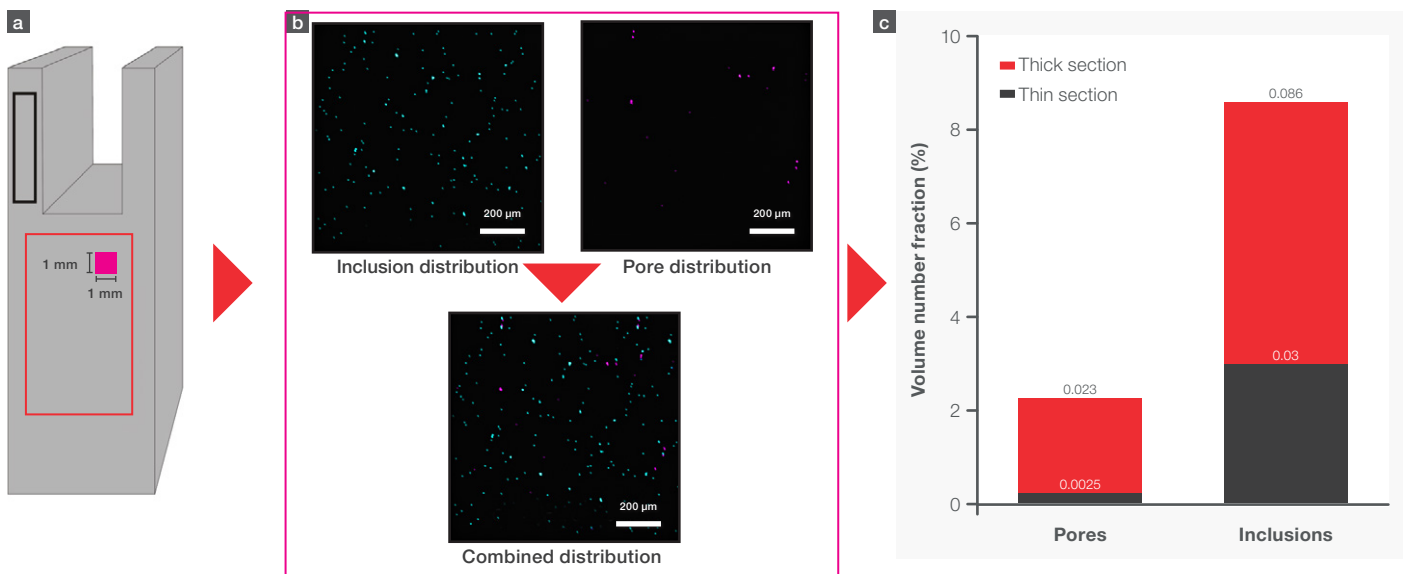 a
1 mm
1 mm
b
200 µm
Inclusion distribution
200 µm
Pore distribution
200 µm
Combined distribution
c
Volume number fraction (%)
10
8
6
4
2
0
Thick section
Thin section
0.023
0.0025
0.086
0.03
Pores
Inclusions